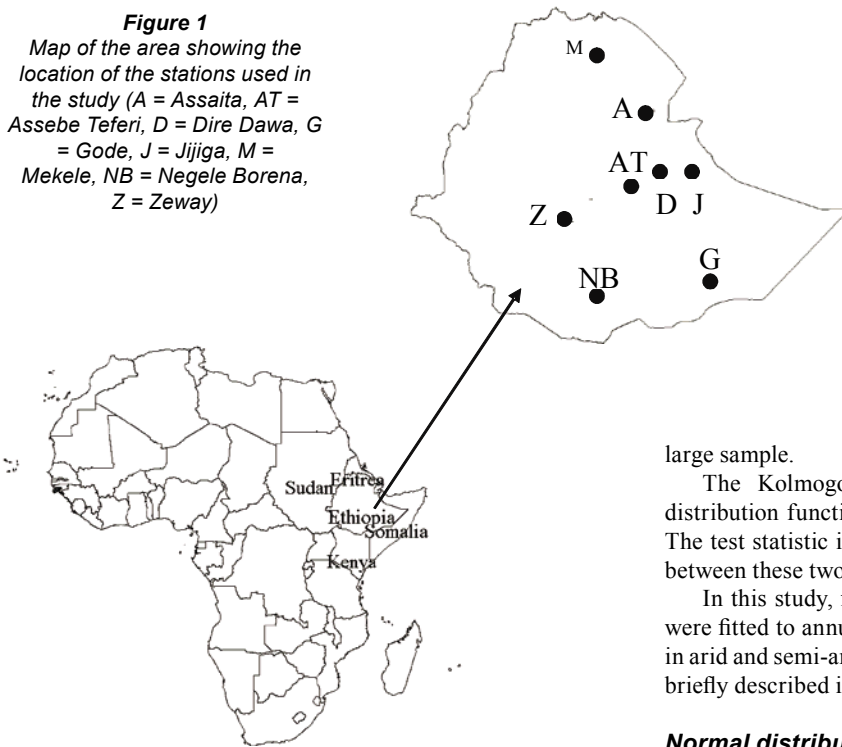 Figure 1
Map of the area showing the
location of the stations used in
the study (A = Assaita, AT =
Assebe Teferi, D = Dire Dawa, G
= Gode, J = Jijiga, M =
Mekele, NB = Negele Borena,
Z = Zeway)
M
A
AT
D
J
Z
G
NB
Sudan
Eritrea
Ethiopia
Somalia
Kenya
large sample.
The Kolmogo
distribution functi
The test statistic i
between these two
In this study,
were fitted to annu
in arid and semi-ar
briefly described i
Normal distribu